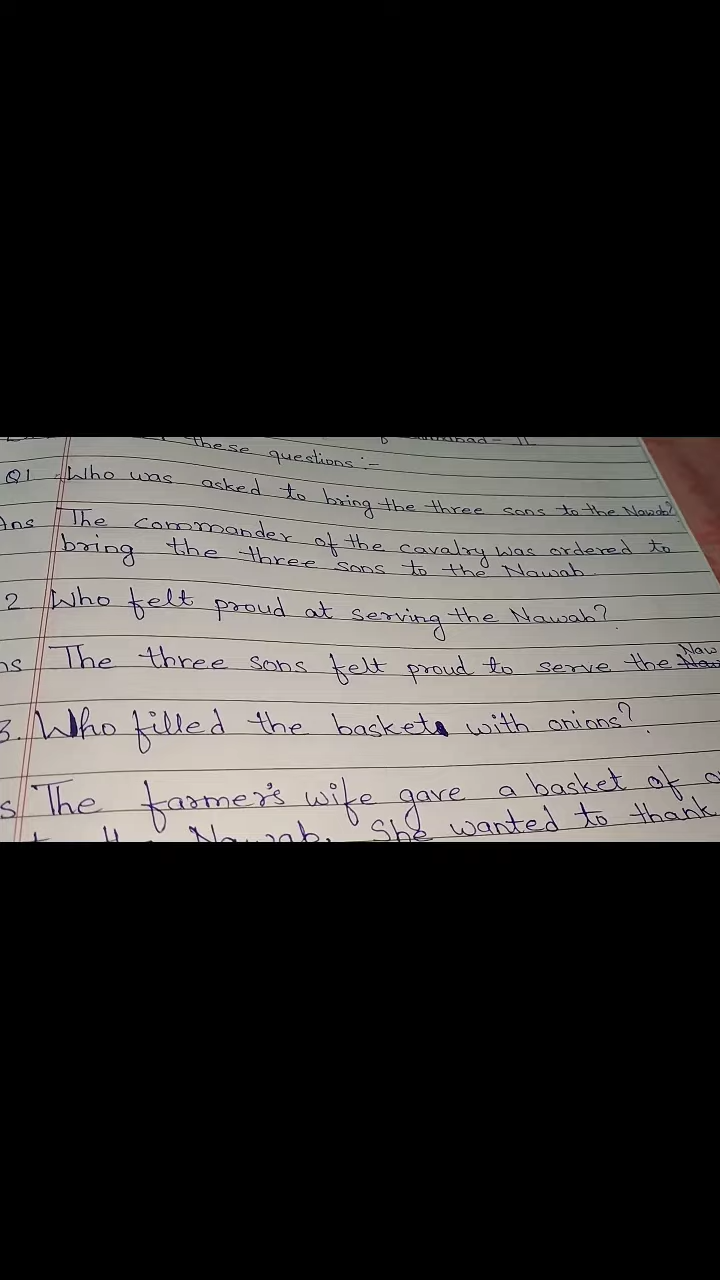 these questions :-
Q1 Who was asked to bring the three sons to the Nawab?
Ans The commander of the cavalry was ordered to
bring the three sons to the Nawab
2 Who felt proud at serving the Nawab?
ns The three sons felt proud to serve the Naw
3. Who filled the basket with onions?
s The farmer's wife gave a basket of o
Nawab. She wanted to thank